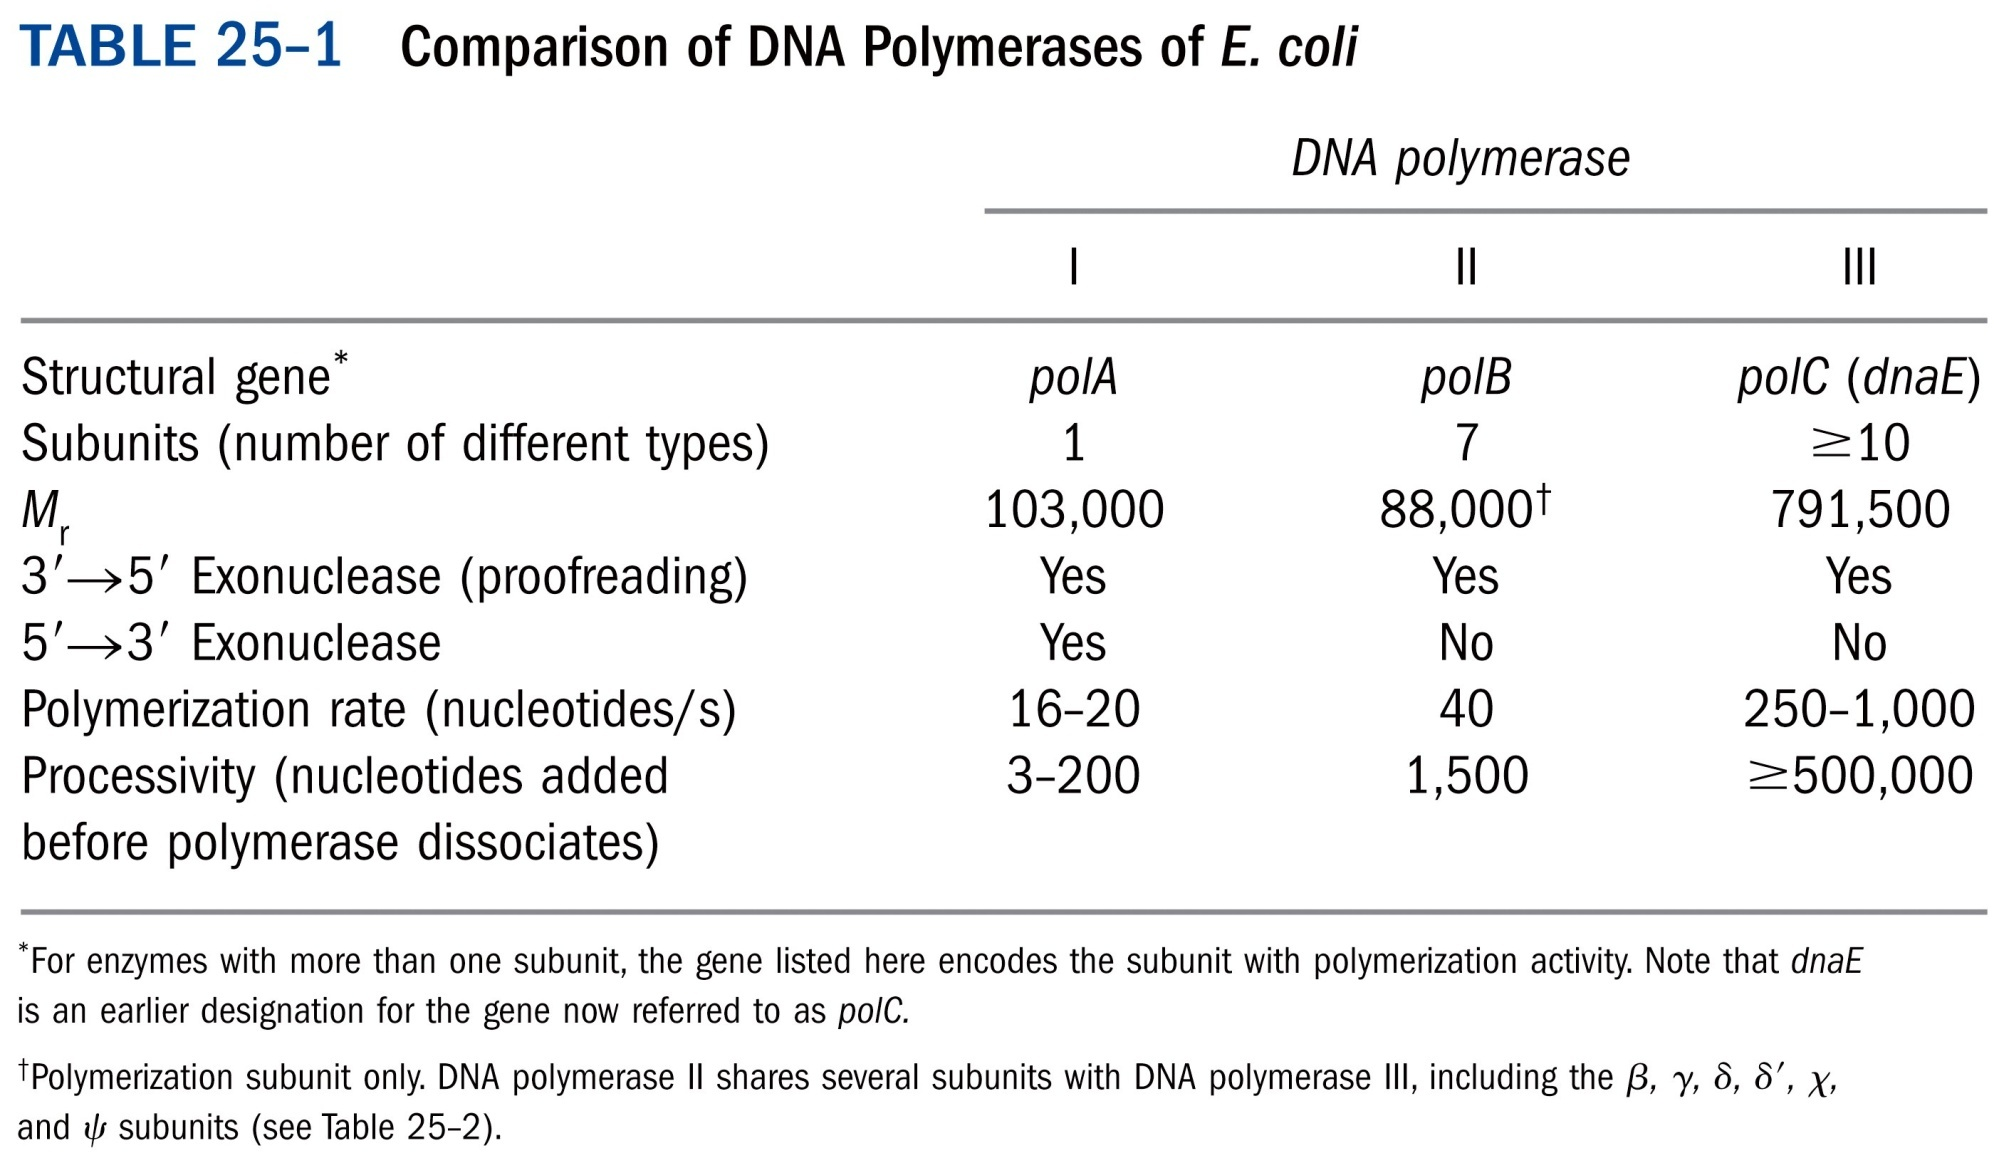 TABLE 25–1 Comparison of DNA Polymerases of E. coli
DNA polymerase
I II III
Structural gene* polA polB polC (dnaE)
Subunits (number of different types) 1 7 ≥10
Mr 103,000 88,000† 791,500
3′→5′ Exonuclease (proofreading) Yes Yes Yes
5′→3′ Exonuclease Yes No No
Polymerization rate (nucleotides/s) 16–20 40 250–1,000
Processivity (nucleotides added 3–200 1,500 ≥500,000
before polymerase dissociates)
*For enzymes with more than one subunit, the gene listed here encodes the subunit with polymerization activity. Note that dnaE
is an earlier designation for the gene now referred to as polC.
†Polymerization subunit only. DNA polymerase II shares several subunits with DNA polymerase III, including the β, γ, δ, δ′, χ,
and ψ subunits (see Table 25–2).